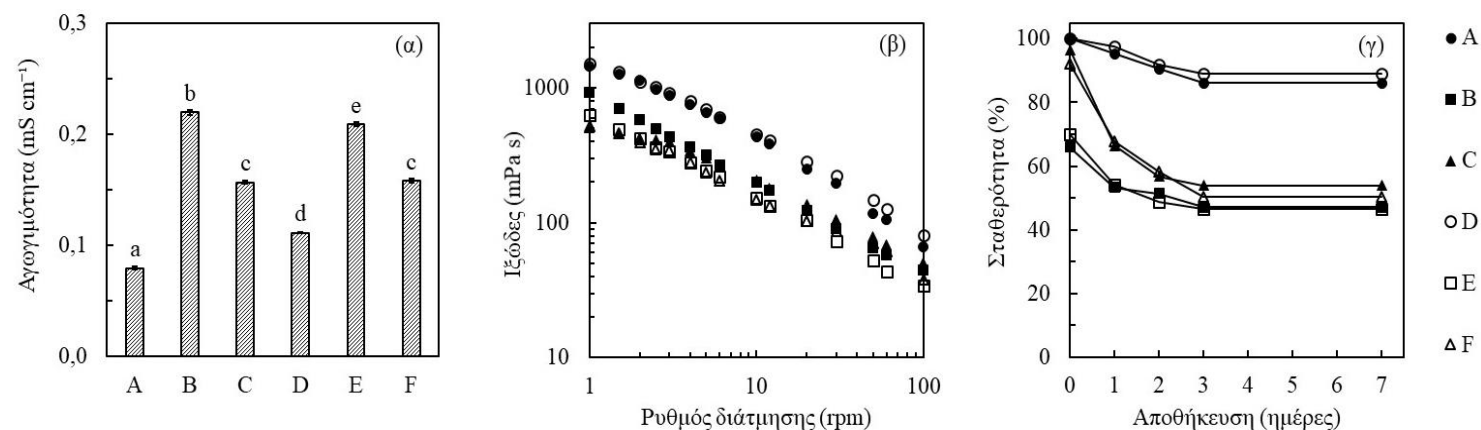 Αγωγιμότητα (mS cm⁻¹)
0,3
0,2
0,1
0,0
(α)
a
b
c
d
e
c
A B C D E F
Ιξώδες (mPa s)
1000
100
10
(β)
1 10 100
Ρυθμός διάτμησης (rpm)
Σταθερότητα (%)
100
80
60
40
20
0
(γ)
0 1 2 3 4 5 6 7
Αποθήκευση (ημέρες)
A
B
C
D
E
F